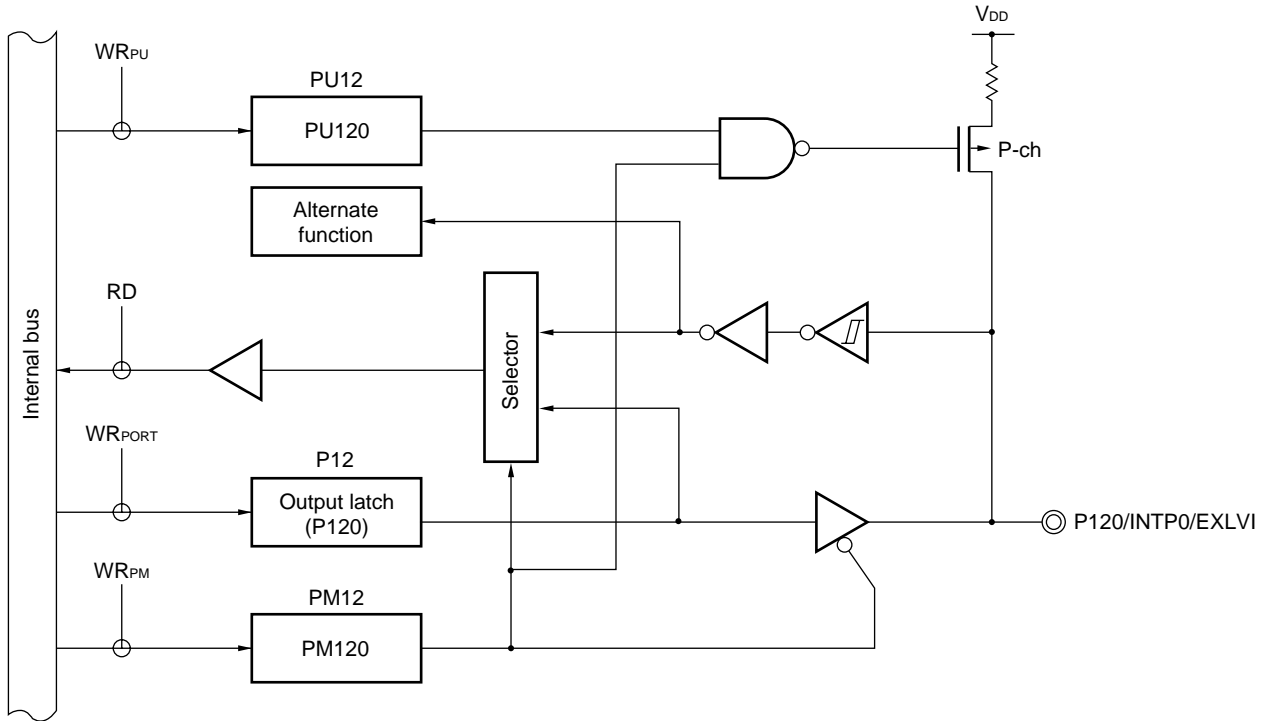 VDD
WRPU
PU12
PU120
P-ch
Alternate
function
RD
Internal bus
Selector
WRPORT
P12
Output latch
(P120)
P120/INTP0/EXLVI
WRPM
PM12
PM120